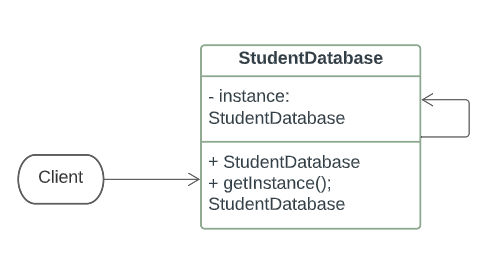 StudentDatabase
- instance:
StudentDatabase
+ StudentDatabase
+ getInstance();
StudentDatabase
Client